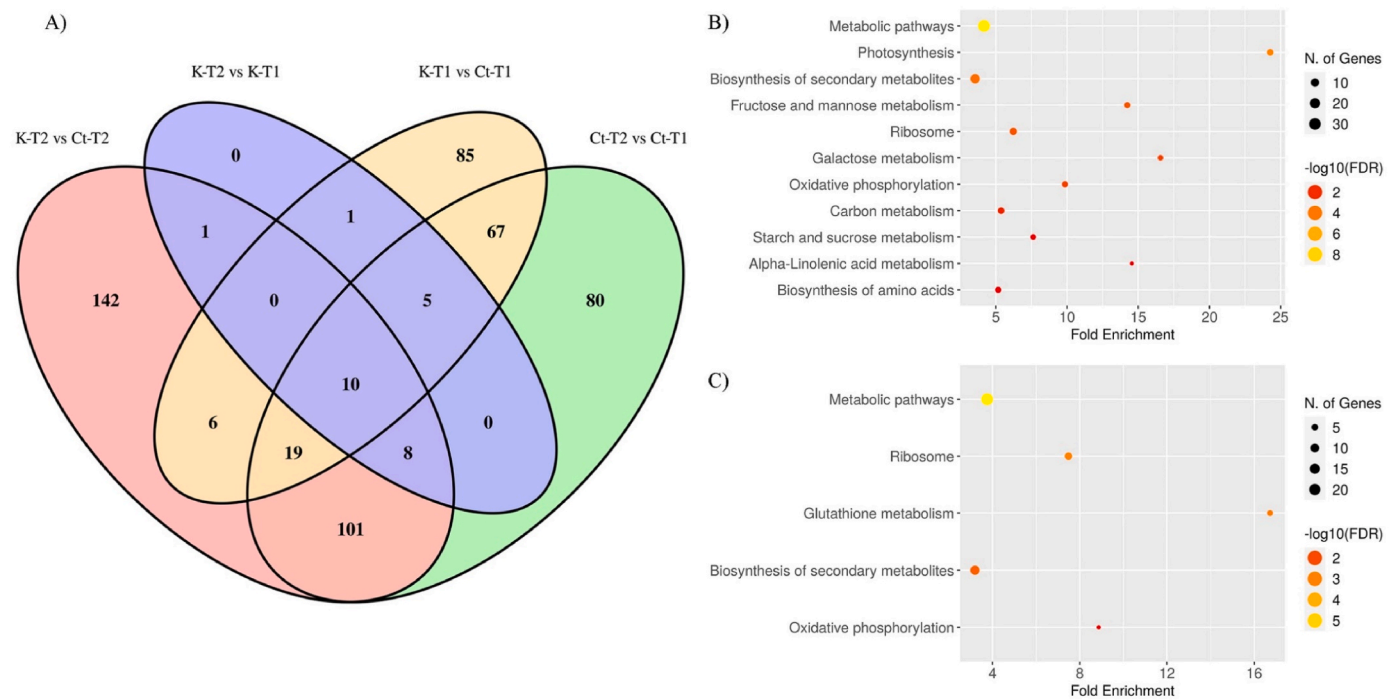 A)
K-T2 vs K-T1
K-T1 vs Ct-T1
K-T2 vs Ct-T2
Ct-T2 vs Ct-T1
0
85
1
1
67
142
0
5
80
10
6
0
19
8
101
B)
Metabolic pathways
Photosynthesis
Biosynthesis of secondary metabolites
Fructose and mannose metabolism
Ribosome
Galactose metabolism
Oxidative phosphorylation
Carbon metabolism
Starch and sucrose metabolism
Alpha-Linolenic acid metabolism
Biosynthesis of amino acids
5 10 15 20 25
Fold Enrichment
N. of Genes
10
20
30
-log10(FDR)
2
4
6
8
C)
Metabolic pathways
Ribosome
Glutathione metabolism
Biosynthesis of secondary metabolites
Oxidative phosphorylation
4 8 12 16
Fold Enrichment
N. of Genes
5
10
15
20
-log10(FDR)
2
3
4
5